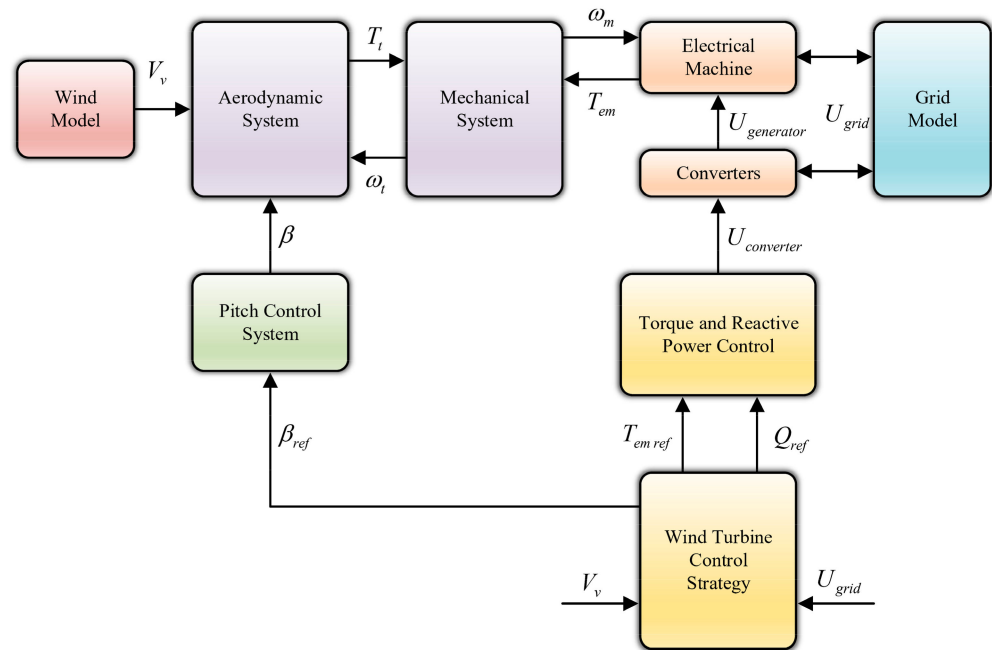 ω_m
T_t
Electrical
Machine
V_v
Wind
Model
Aerodynamic
System
Mechanical
System
Grid
Model
T_em
U_generator
U_grid
ω_t
Converters
β
U_converter
Pitch Control
System
Torque and Reactive
Power Control
β_ref
T_em ref
Q_ref
Wind Turbine
Control
Strategy
V_v
U_grid